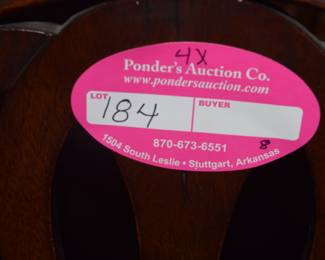 4X
Ponder's Auction Co.
www.pondersauction.com
LOT
184
BUYER
870-673-6551
8
1504 South Leslie • Stuttgart, Arkansas